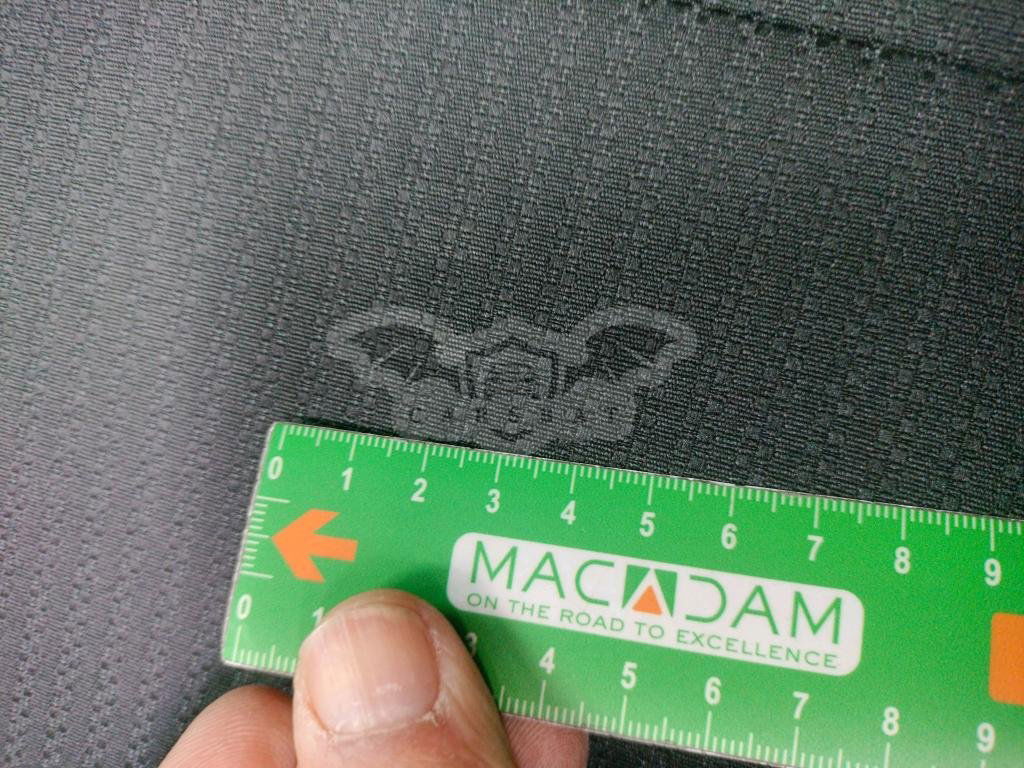 0 1 2 3 4 5 6 7 8 9
MACADAM
ON THE ROAD TO EXCELLENCE
0 1 3 4 5 6 7 8 9